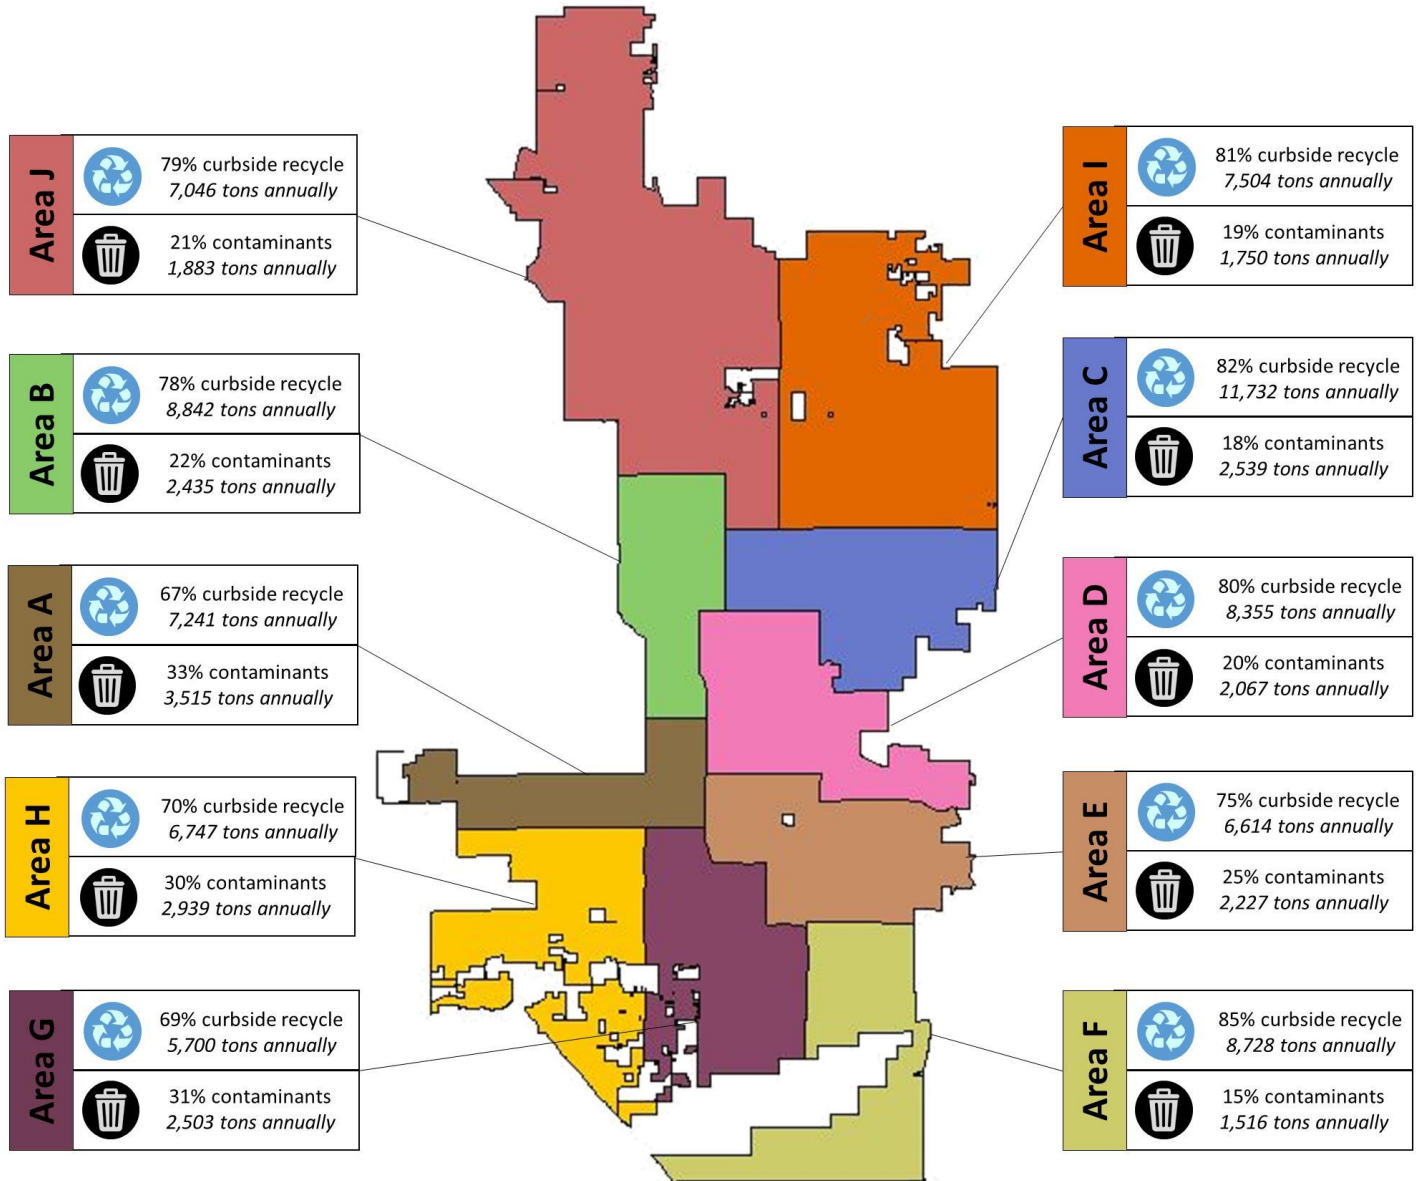 Area J
79% curbside recycle
7,046 tons annually
21% contaminants
1,883 tons annually
Area B
78% curbside recycle
8,842 tons annually
22% contaminants
2,435 tons annually
Area A
67% curbside recycle
7,241 tons annually
33% contaminants
3,515 tons annually
Area H
70% curbside recycle
6,747 tons annually
30% contaminants
2,939 tons annually
Area G
69% curbside recycle
5,700 tons annually
31% contaminants
2,503 tons annually
Area I
81% curbside recycle
7,504 tons annually
19% contaminants
1,750 tons annually
Area C
82% curbside recycle
11,732 tons annually
18% contaminants
2,539 tons annually
Area D
80% curbside recycle
8,355 tons annually
20% contaminants
2,067 tons annually
Area E
75% curbside recycle
6,614 tons annually
25% contaminants
2,227 tons annually
Area F
85% curbside recycle
8,728 tons annually
15% contaminants
1,516 tons annually